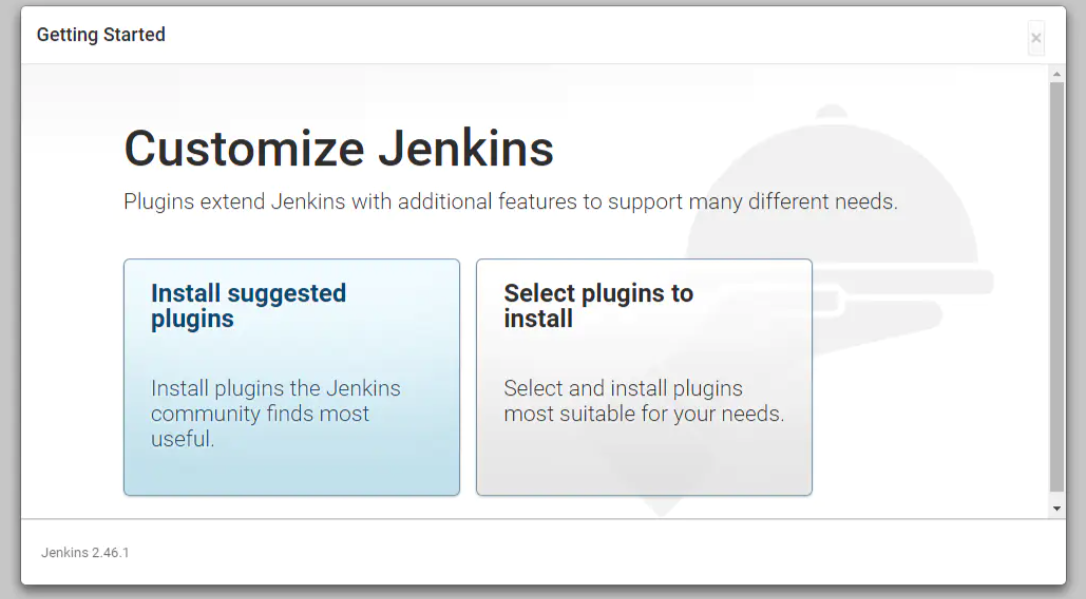 Getting Started
×
Customize Jenkins
Plugins extend Jenkins with additional features to support many different needs.
Install suggested
plugins
Install plugins the Jenkins
community finds most
useful.
Select plugins to
install
Select and install plugins
most suitable for your needs.
Jenkins 2.46.1